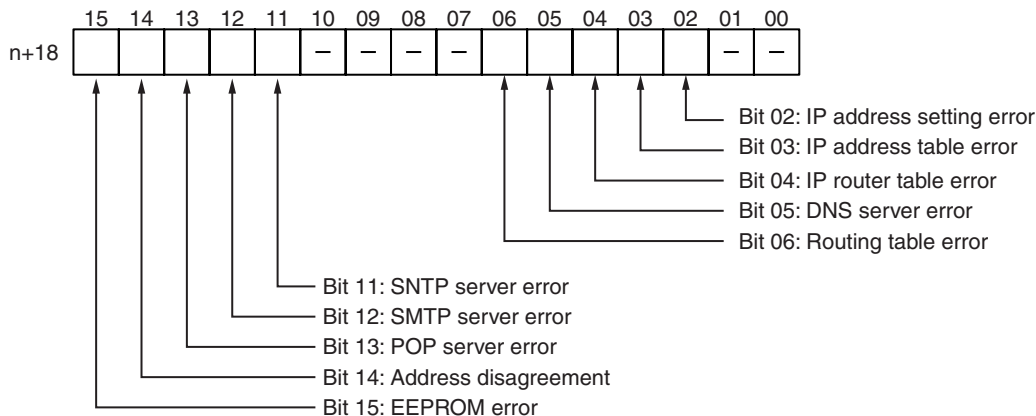 15 14 13 12 11 10 09 08 07 06 05 04 03 02 01 00
n+18 – – – – – –
Bit 02: IP address setting error
Bit 03: IP address table error
Bit 04: IP router table error
Bit 05: DNS server error
Bit 06: Routing table error
Bit 11: SNTP server error
Bit 12: SMTP server error
Bit 13: POP server error
Bit 14: Address disagreement
Bit 15: EEPROM error